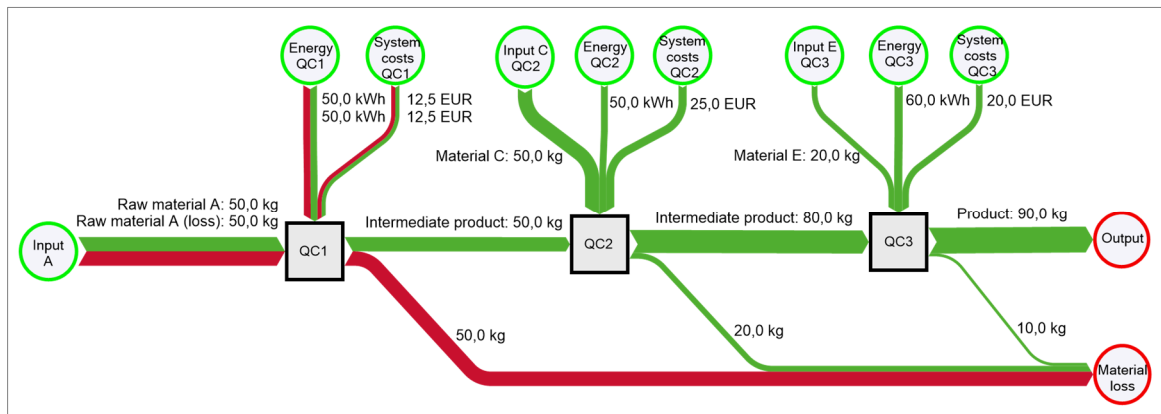 Energy
QC1
System
costs
QC1
Input C
QC2
Energy
QC2
System
costs
QC2
Input E
QC3
Energy
QC3
System
costs
QC3
50,0 kWh
50,0 kWh
12,5 EUR
12,5 EUR
50,0 kWh
25,0 EUR
60,0 kWh
20,0 EUR
Material C: 50,0 kg
Material E: 20,0 kg
Raw material A: 50,0 kg
Raw material A (loss): 50,0 kg
Intermediate product: 50,0 kg
Intermediate product: 80,0 kg
Product: 90,0 kg
Input
A
QC1
QC2
QC3
Output
50,0 kg
20,0 kg
10,0 kg
Material
loss